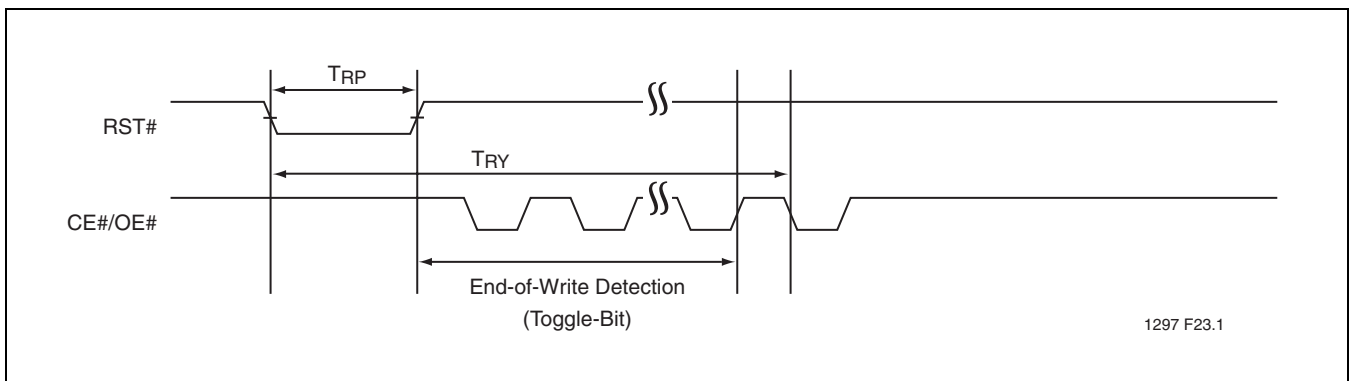 TRP
RST#
TRY
CE#/OE#
End-of-Write Detection
(Toggle-Bit)
1297 F23.1